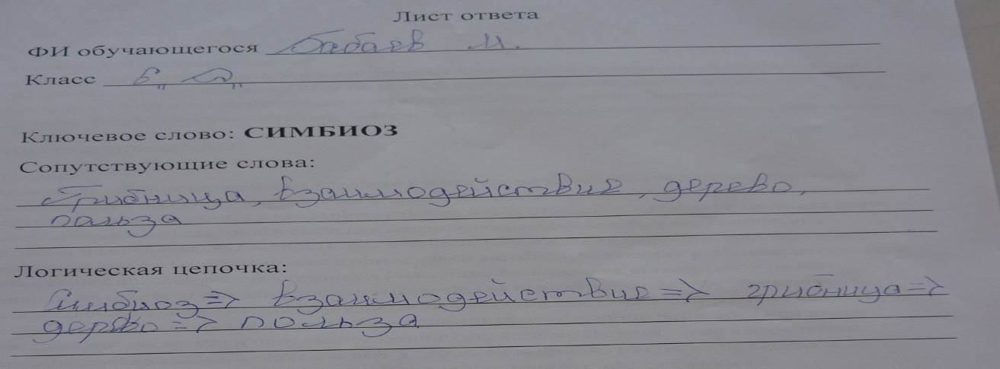 Лист ответа
ФИ обучающегося Бабаев И.
Класс 6 „ "
Ключевое слово: СИМБИОЗ
Сопутствующие слова:
Грибница, взаимодействие, дерево,
польза
Логическая цепочка:
Симбиоз => взаимодействие => грибница =>
дерево => польза